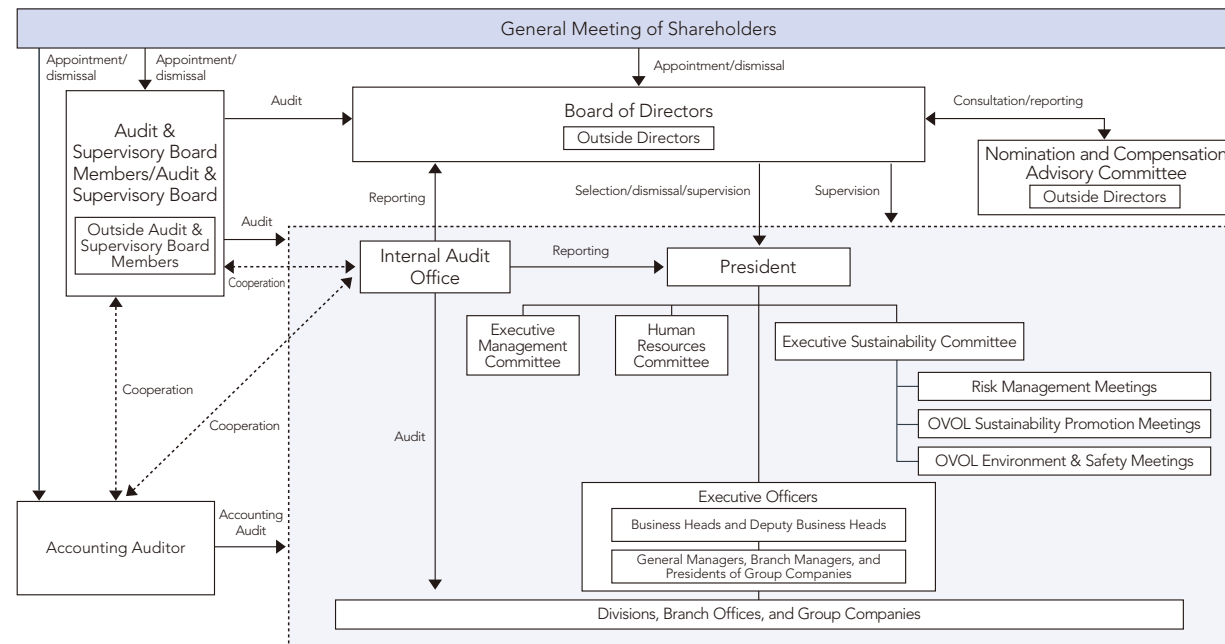 General Meeting of Shareholders
Appointment/
dismissal
Appointment/
dismissal
Appointment/dismissal
Audit &
Supervisory Board
Members/Audit &
Supervisory Board
Outside Audit &
Supervisory Board
Members
Audit
Board of Directors
Outside Directors
Consultation/reporting
Nomination and Compensation
Advisory Committee
Outside Directors
Reporting
Selection/dismissal/supervision
Supervision
Audit
Cooperation
Internal Audit
Office
Reporting
President
Executive
Management
Committee
Human
Resources
Committee
Executive Sustainability Committee
Risk Management Meetings
OVOL Sustainability Promotion Meetings
OVOL Environment & Safety Meetings
Cooperation
Cooperation
Audit
Accounting Auditor
Accounting
Audit
Executive Officers
Business Heads and Deputy Business Heads
General Managers, Branch Managers, and
Presidents of Group Companies
Divisions, Branch Offices, and Group Companies